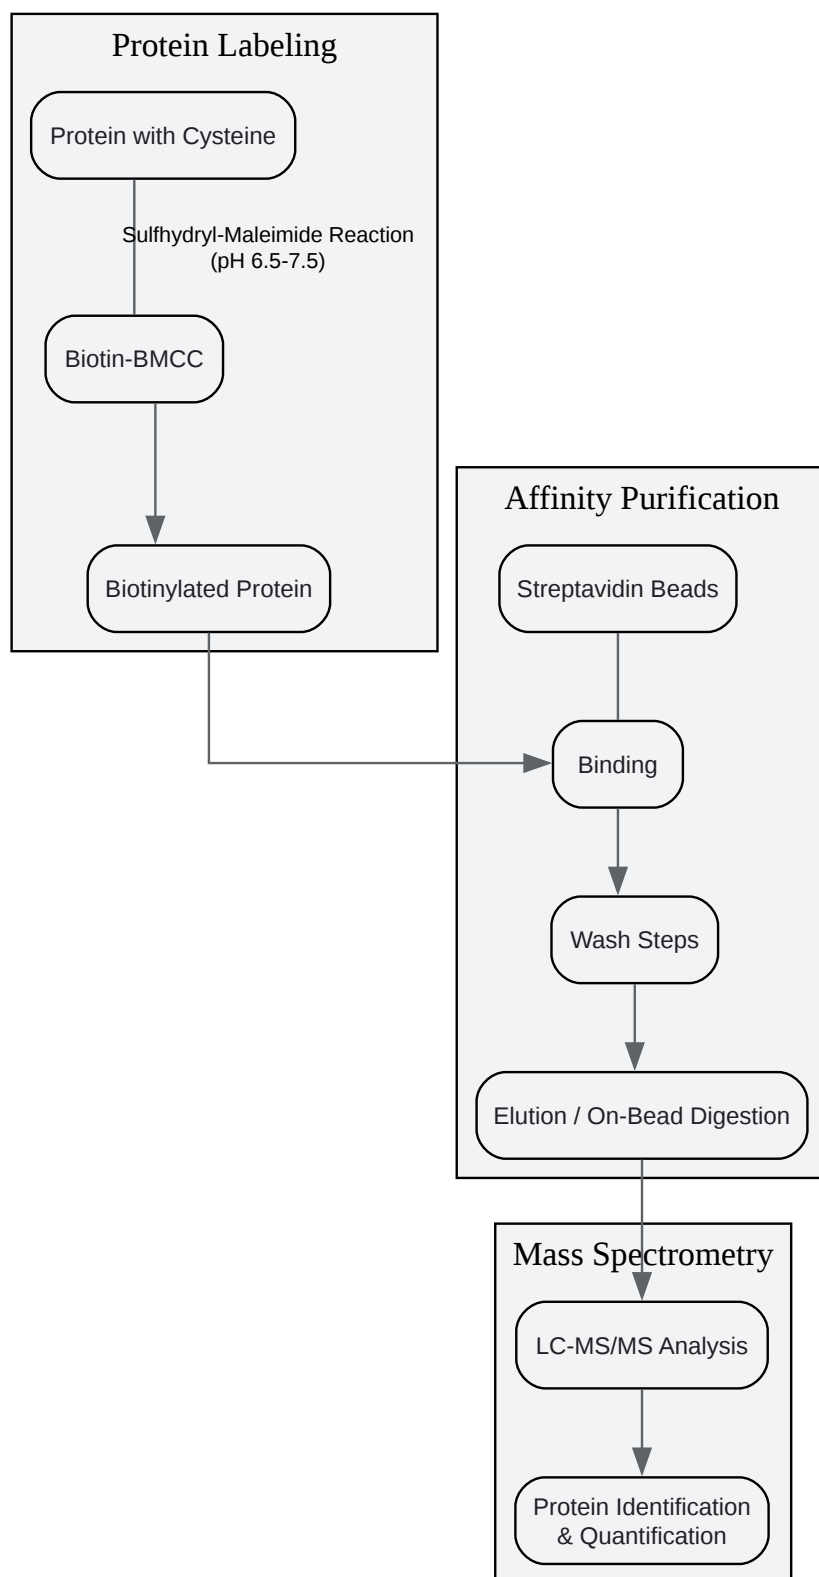 Protein Labeling
Protein with Cysteine
Sulfhydryl-Maleimide Reaction
(pH 6.5-7.5)
Biotin-BMCC
Biotinylated Protein
Affinity Purification
Streptavidin Beads
Binding
Wash Steps
Elution / On-Bead Digestion
Mass Spectrometry
LC-MS/MS Analysis
Protein Identification
& Quantification